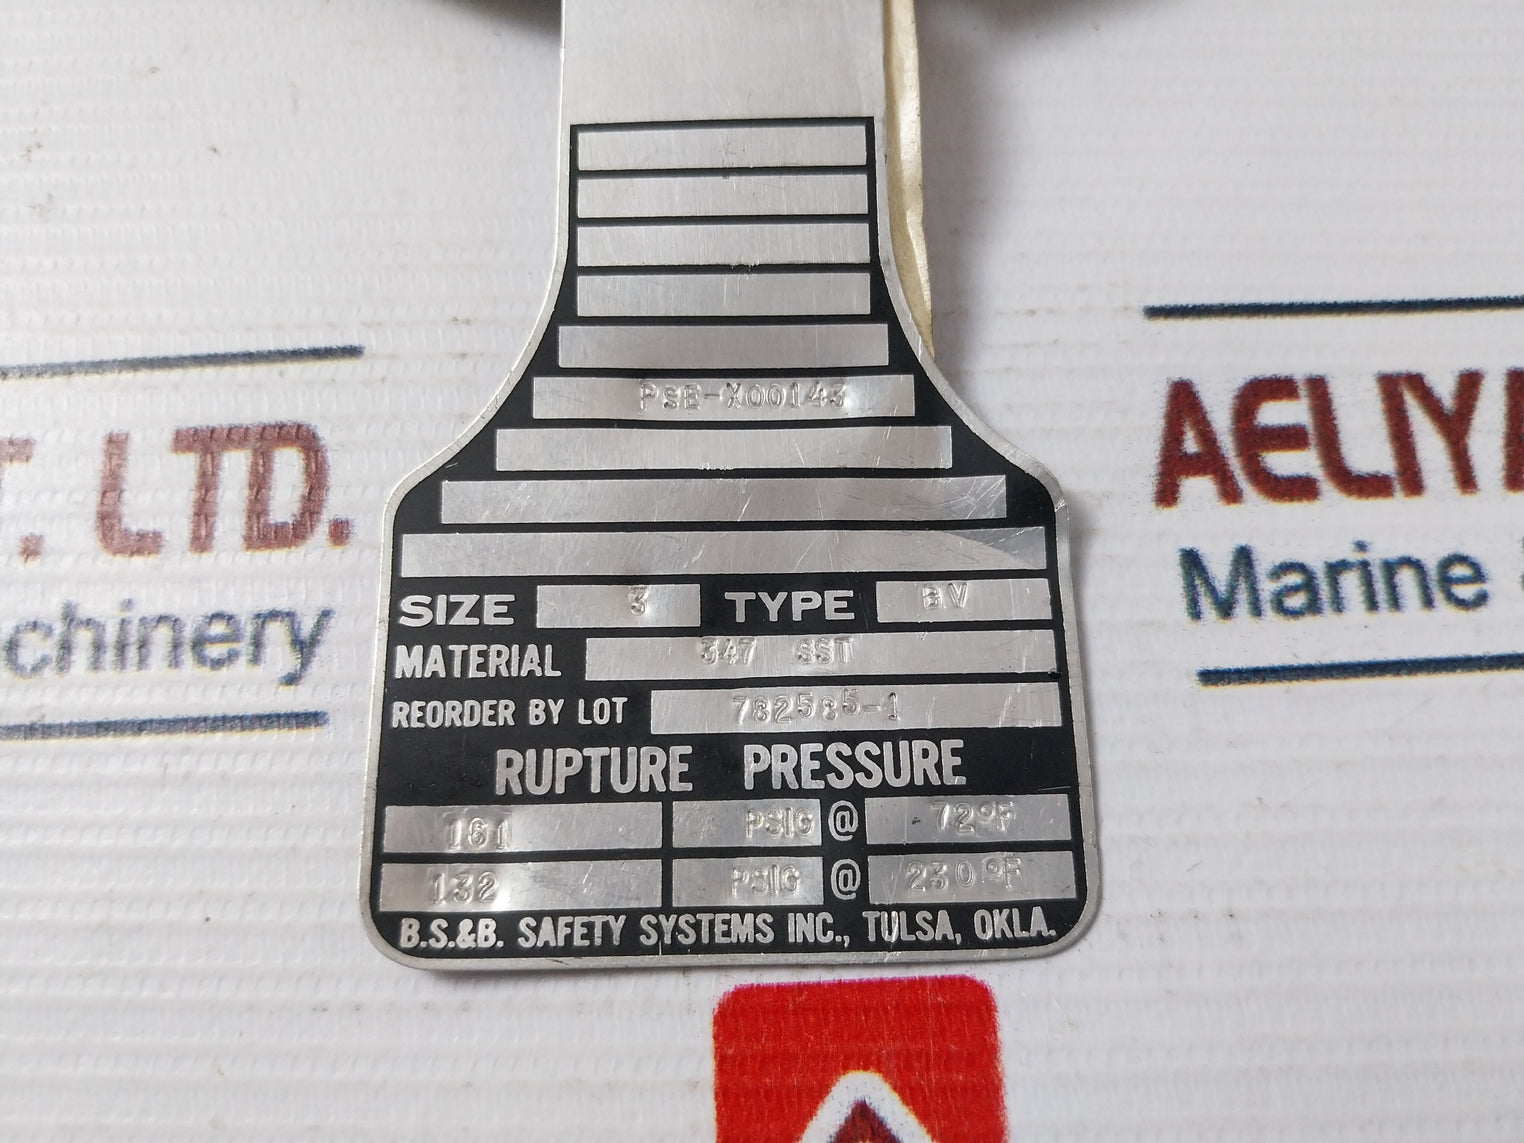 PSE-X00143
SIZE 3 TYPE BV
MATERIAL 347 SST
REORDER BY LOT 782585-1
RUPTURE PRESSURE
161 PSIG @ 72°F
132 PSIG @ 230°F
B.S.&B. SAFETY SYSTEMS INC., TULSA, OKLA.
T. LTD.
chinery
AELIY
Marine